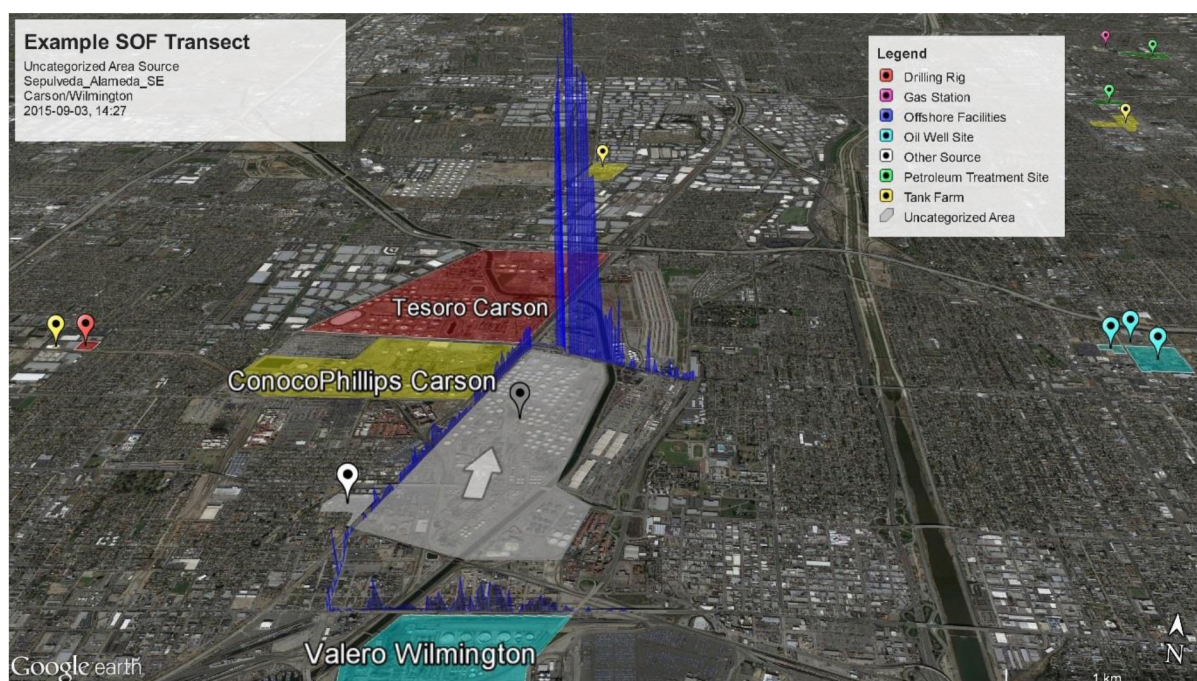 Example SOF Transect
Uncategorized Area Source
Sepulveda_Alameda_SE
Carson/Wilmington
2015-09-03, 14:27
Legend
Drilling Rig
Gas Station
Offshore Facilities
Oil Well Site
Other Source
Petroleum Treatment Site
Tank Farm
Uncategorized Area
Tesoro Carson
ConocoPhillips Carson
Valero Wilmington
Google earth
N
1 km